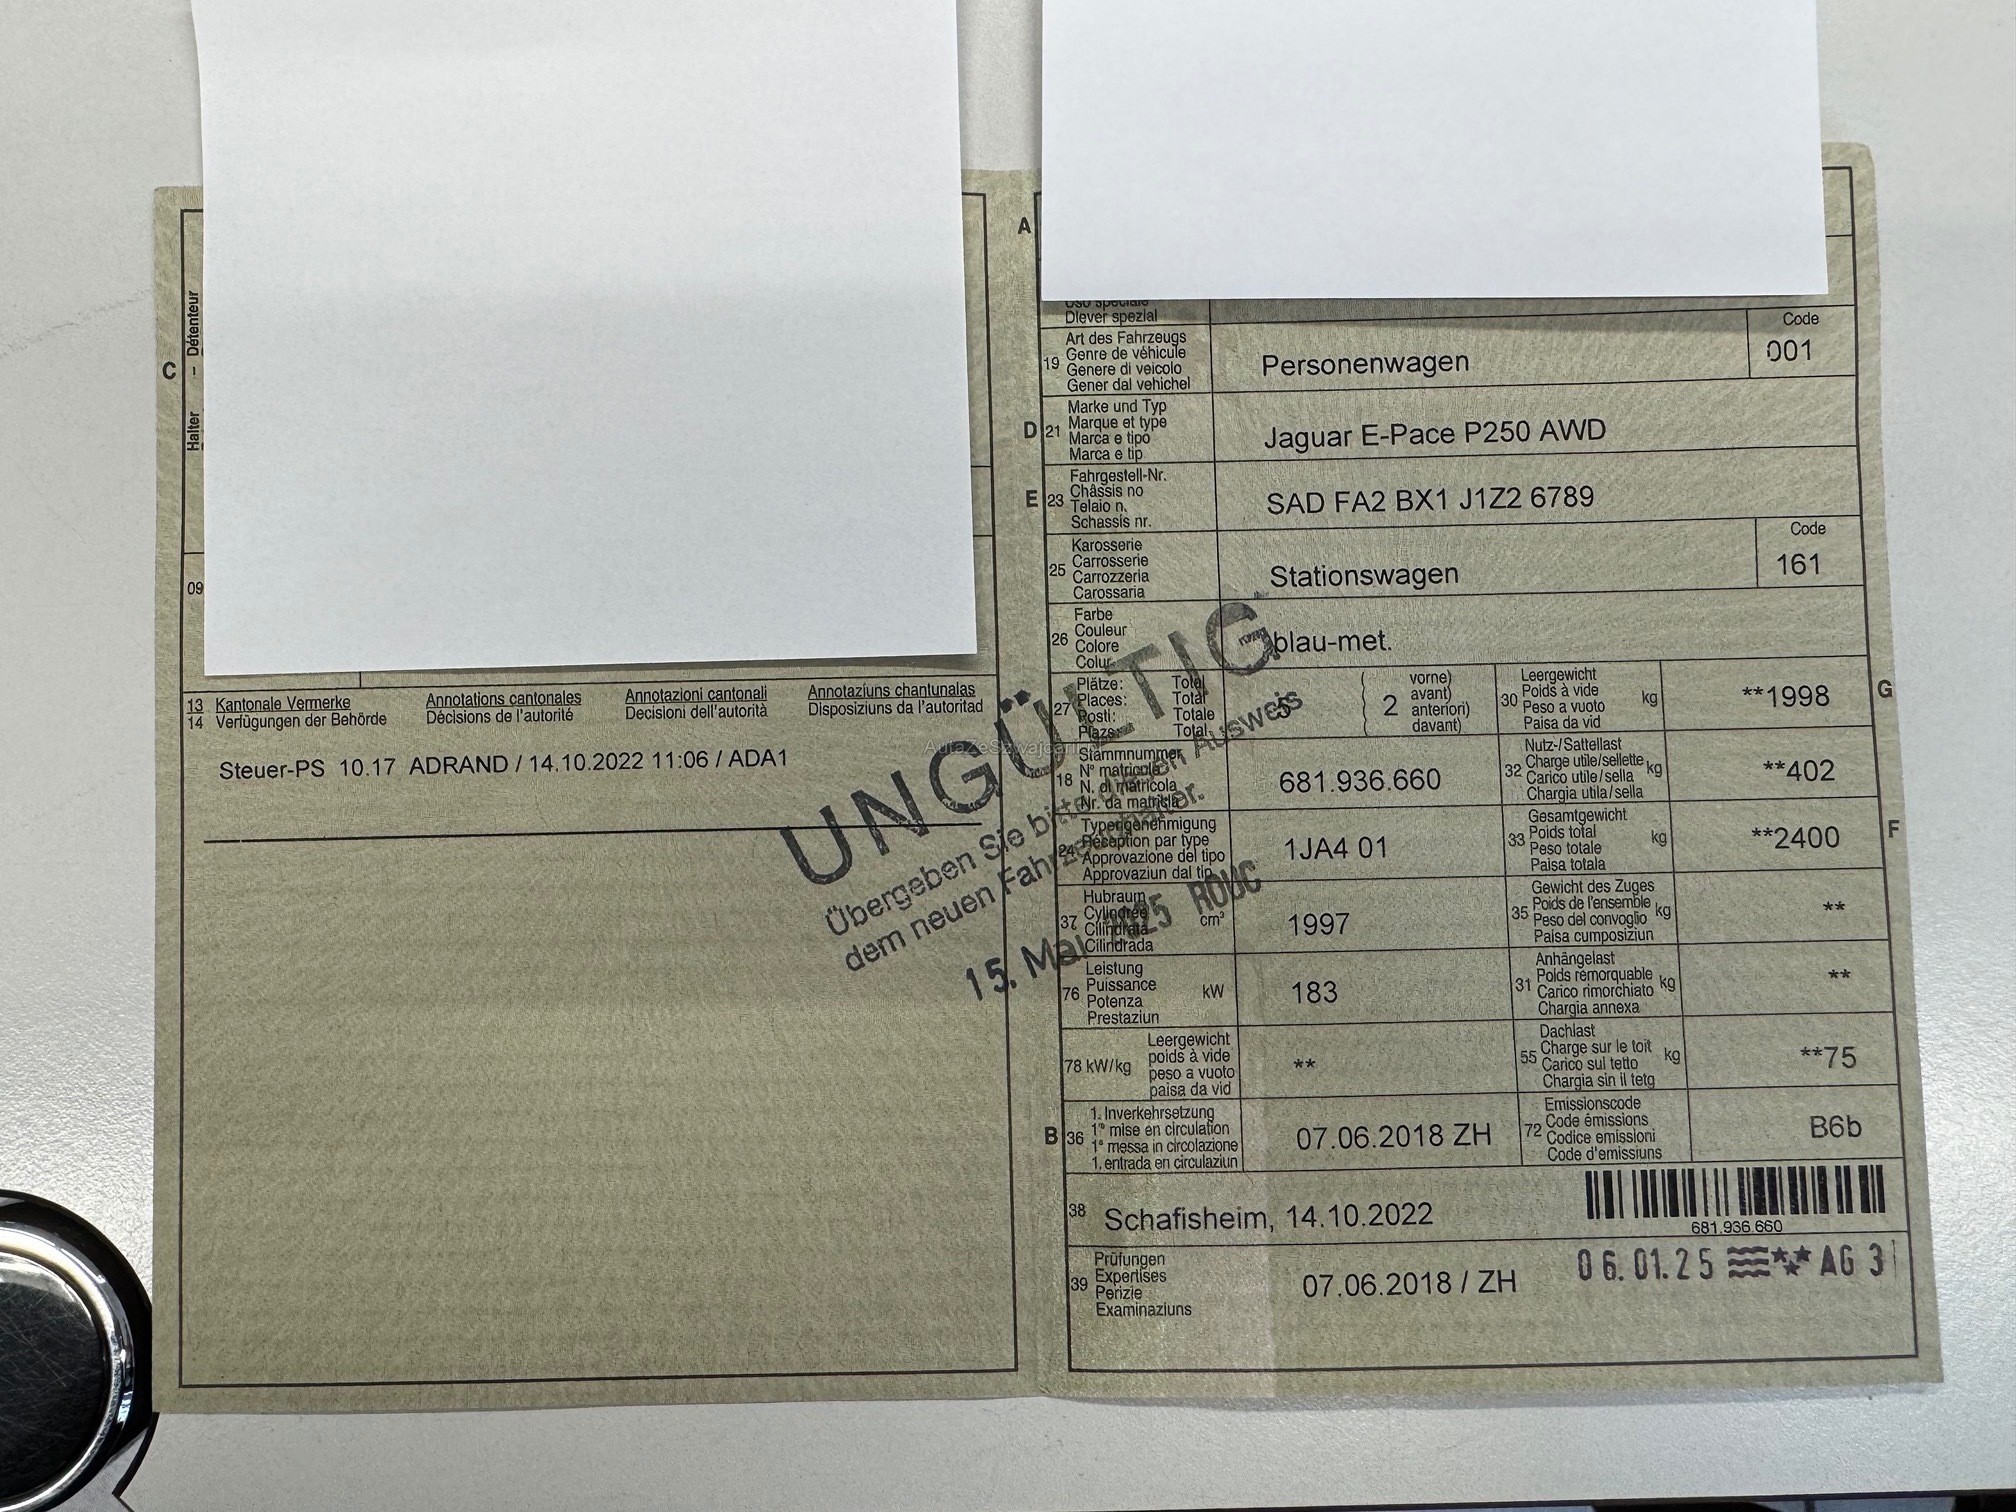 C
Halter - Détenteur
09
13 Kantonale Vermerke Annotations cantonales Annotazioni cantonali Annotaziuns chantunalas
14 Verfügungen der Behörde Décisions de l'autorité Decisioni dell'autorità Disposiziuns da l'autoritad
Steuer-PS 10.17 ADRAND / 14.10.2022 11:06 / ADA1
AutaZeSzwajcarii
UNGÜLTIG
Übergeben Sie bitte diesen Ausweis
dem neuen Fahrzeughalter.
15. Mai 2025 ROUC
A
Uso speciale
Diever spezial
19 Art des Fahrzeugs
Genre de véhicule
Genere di veicolo
Gener dal vehichel
Personenwagen
Code
001
D 21 Marke und Typ
Marque et type
Marca e tipo
Marca e tip
Jaguar E-Pace P250 AWD
E 23 Fahrgestell-Nr.
Châssis no
Telaio n.
Schassis nr.
SAD FA2 BX1 J1Z2 6789
25 Karosserie
Carrosserie
Carrozzeria
Carossaria
Stationswagen
Code
161
26 Farbe
Couleur
Colore
Colur
blau-met.
27 Plätze: Total
Places: Total
Posti: Totale
Plazs: Total
5
( vorne)
( avant)
2 anteriori)
( davant)
30 Leergewicht
Poids à vide kg
Peso a vuoto
Paisa da vid
**1998
G
18 Stammnummer
N° matricole
N. di matricola
Nr. da matricla
681.936.660
32 Nutz-/Sattellast
Charge utile/sellette kg
Carico utile/sella
Chargia utila/sella
**402
24 Typengenehmigung
Réception par type
Approvazione del tipo
Approvaziun dal tip
1JA4 01
33 Gesamtgewicht
Poids total kg
Peso totale
Paisa totala
**2400
F
37 Hubraum
Cylindrée cm³
Cilindrata
Cilindrada
1997
35 Gewicht des Zuges
Poids de l'ensemble kg
Peso del convoglio
Paisa cumposiziun
**
76 Leistung
Puissance kW
Potenza
Prestaziun
183
31 Anhängelast
Poids remorquable kg
Carico rimorchiato
Chargia annexa
**
78 kW/kg Leergewicht
poids à vide
peso a vuoto
paisa da vid
**
55 Dachlast
Charge sur le toit kg
Carico sul tetto
Chargia sin il tetg
**75
B 36 1. Inverkehrsetzung
1re mise en circulation
1a messa in circolazione
1. entrada en circulaziun
07.06.2018 ZH
72 Emissionscode
Code émissions
Codice emissioni
Code d'emissiuns
B6b
38 Schafisheim, 14.10.2022
681.936.660
39 Prüfungen
Expertises
Perizie
Examinaziuns
07.06.2018 / ZH
06.01.25 AG 3